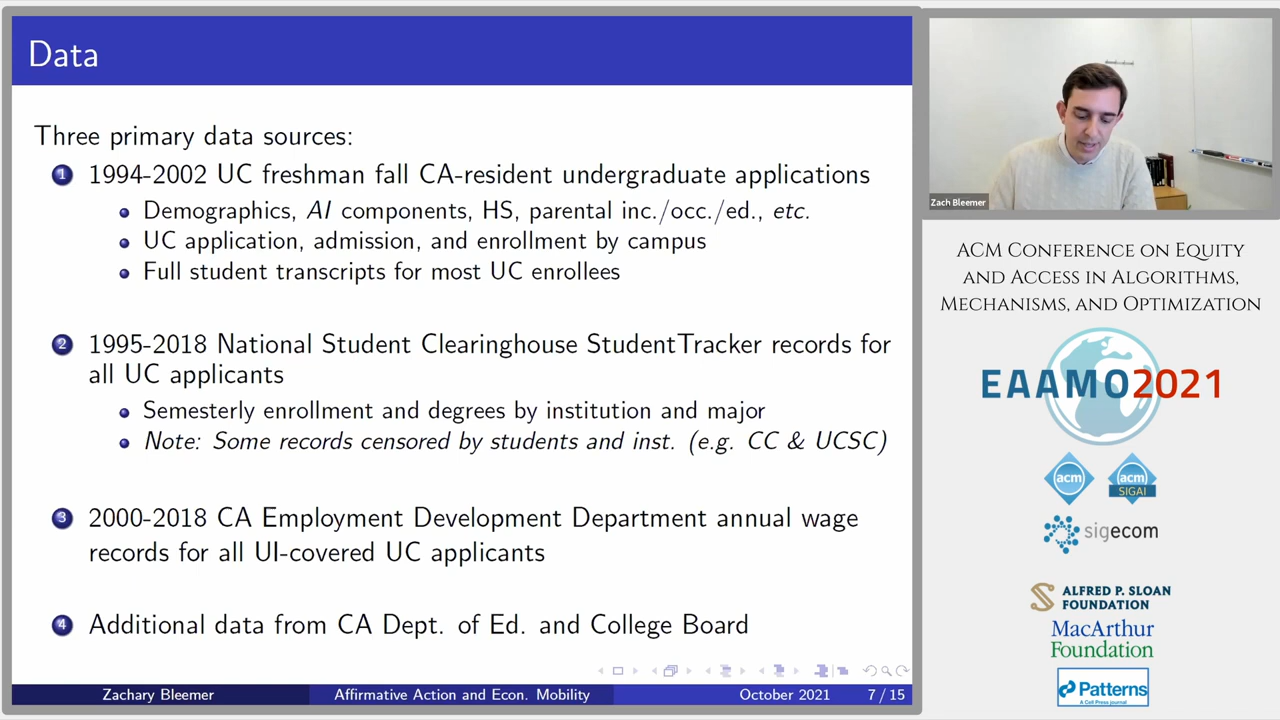 Data
Three primary data sources:
1 1994-2002 UC freshman fall CA-resident undergraduate applications
Demographics, AI components, HS, parental inc./occ./ed., etc.
UC application, admission, and enrollment by campus
Full student transcripts for most UC enrollees
2 1995-2018 National Student Clearinghouse StudentTracker records for
all UC applicants
Semesterly enrollment and degrees by institution and major
Note: Some records censored by students and inst. (e.g. CC & UCSC)
3 2000-2018 CA Employment Development Department annual wage
records for all UI-covered UC applicants
4 Additional data from CA Dept. of Ed. and College Board
Zachary Bleemer
Affirmative Action and Econ. Mobility
October 2021
7 / 15
Zach Bleemer
ACM Conference on Equity
and Access in Algorithms,
Mechanisms, and Optimization
EAAMO2021
acm
acm
SIGAI
sigecom
ALFRED P. SLOAN
FOUNDATION
MacArthur
Foundation
Patterns
A Cell Press journal